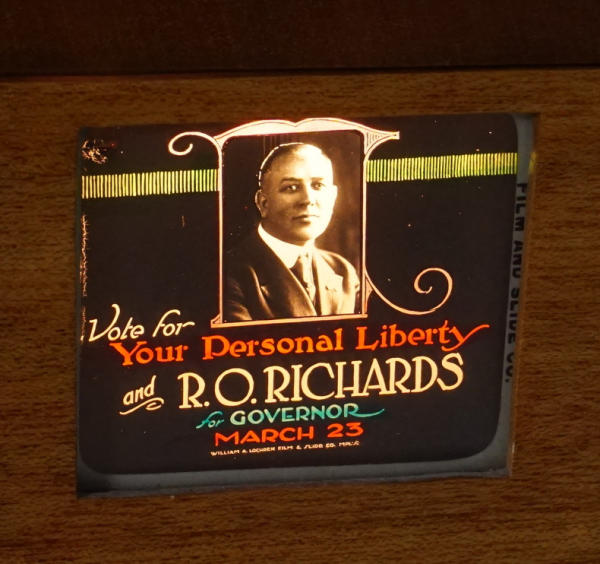 Vote for
Your Personal Liberty
and R.O. RICHARDS
for GOVERNOR
MARCH 23
WILLIAM A. LOCHREN FILM & SLIDE CO. MPL'S
FILM AND SLIDE CO.